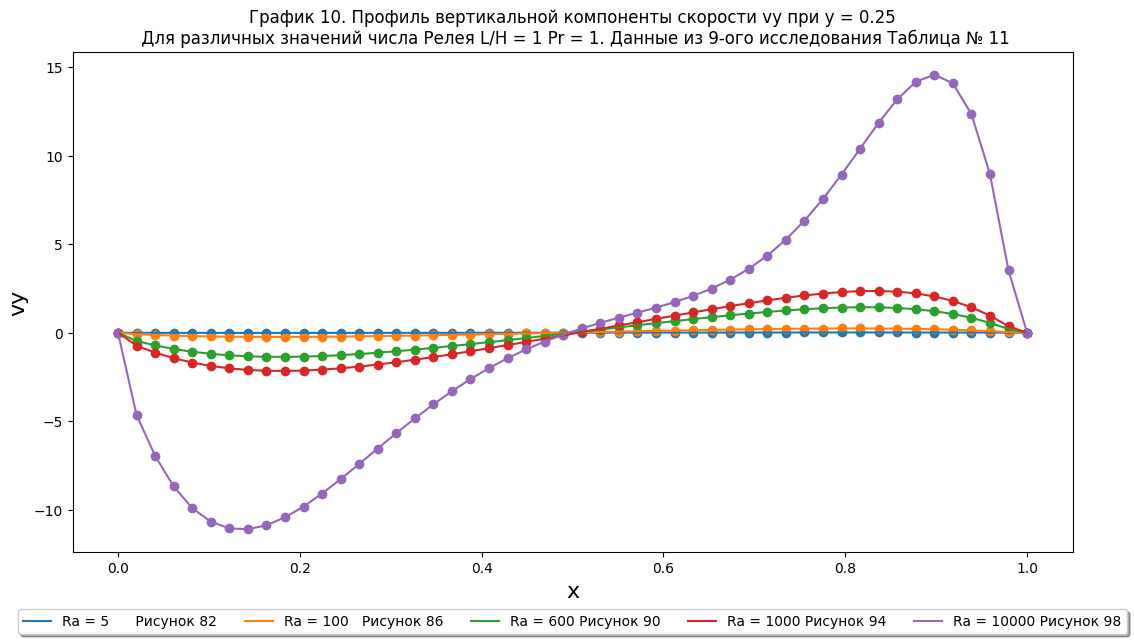 График 10. Профиль вертикальной компоненты скорости vy при y = 0.25
Для различных значений числа Релея L/H = 1 Pr = 1. Данные из 9-ого исследования Таблица № 11
15
10
5
0
−5
−10
vy
0.0 0.2 0.4 0.6 0.8 1.0
x
Ra = 5 Рисунок 82 Ra = 100 Рисунок 86 Ra = 600 Рисунок 90 Ra = 1000 Рисунок 94 Ra = 10000 Рисунок 98